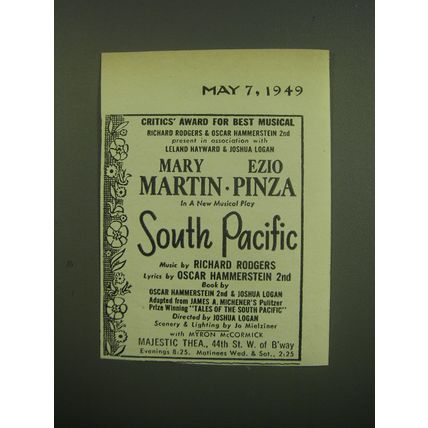 MAY 7, 1949
CRITICS' AWARD FOR BEST MUSICAL
RICHARD RODGERS & OSCAR HAMMERSTEIN 2nd
present in association with
LELAND HAYWARD & JOSHUA LOGAN
MARY EZIO
MARTIN · PINZA
In A New Musical Play
South Pacific
Music by RICHARD RODGERS
Lyrics by OSCAR HAMMERSTEIN 2nd
Book by
OSCAR HAMMERSTEIN 2nd & JOSHUA LOGAN
Adapted from JAMES A. MICHENER'S Pulitzer
Prize Winning "TALES OF THE SOUTH PACIFIC"
Directed by JOSHUA LOGAN
Scenery & Lighting by Jo Mielziner
with MYRON McCORMICK
MAJESTIC THEA., 44th St. W. of B'way
Evenings 8:25. Matinees Wed. & Sat., 2:25